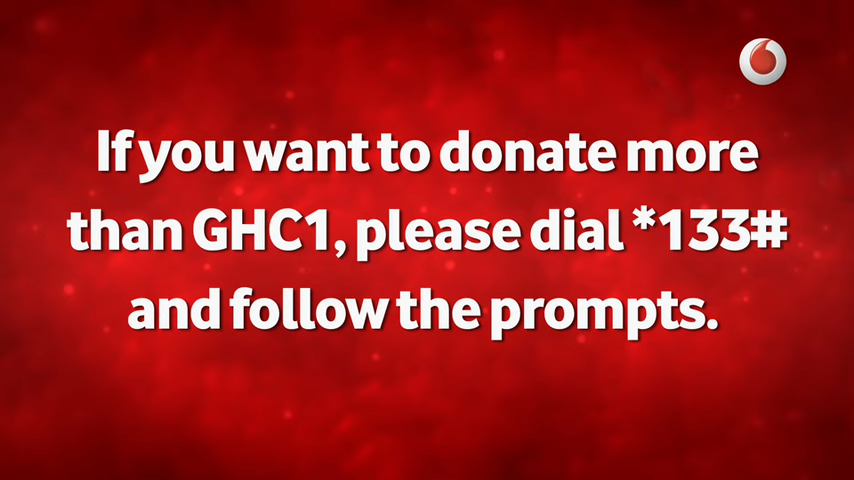 If you want to donate more
than GHC1, please dial *133#
and follow the prompts.